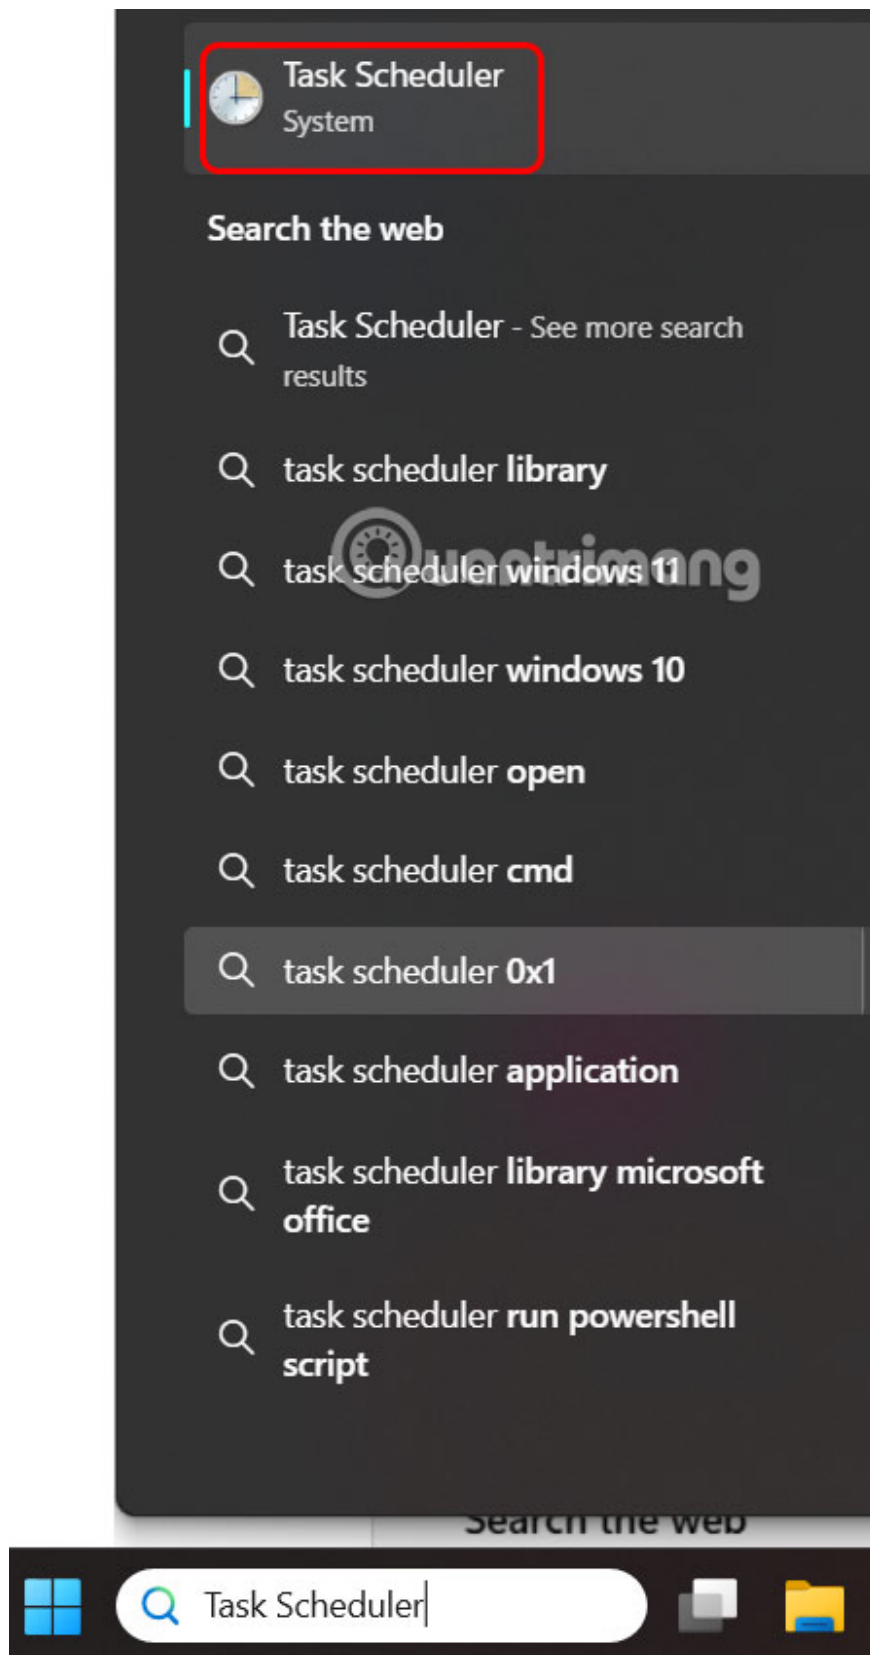 Task Scheduler
System
Search the web
Task Scheduler - See more search
results
task scheduler library
Quantrimang
task scheduler windows 11
task scheduler windows 10
task scheduler open
task scheduler cmd
task scheduler 0x1
task scheduler application
task scheduler library microsoft
office
task scheduler run powershell
script
Search the web
Task Scheduler